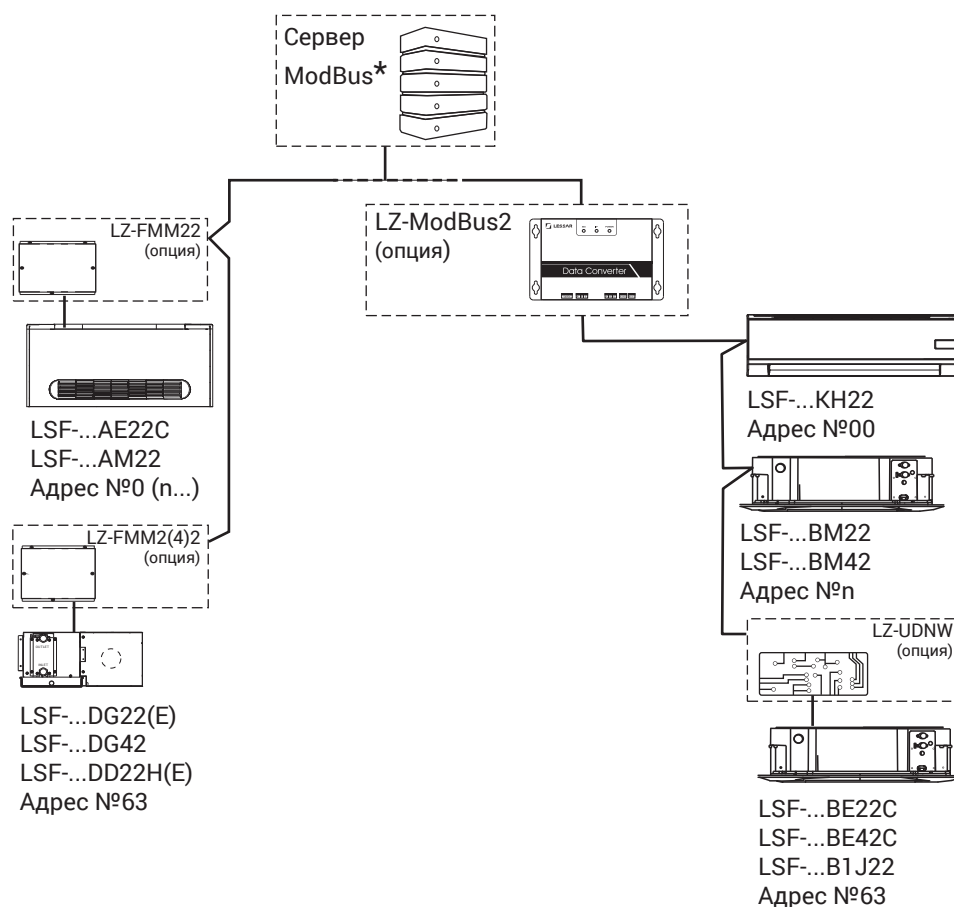 Сервер
ModBus*
LZ-FMM22
(опция)
LSF-...AE22C
LSF-...AM22
Адрес №0 (n...)
LZ-FMM2(4)2
(опция)
OUTLET
INLET
LSF-...DG22(E)
LSF-...DG42
LSF-...DD22H(E)
Адрес №63
LZ-ModBus2
(опция)
LESSAR
Data Converter
LSF-...KH22
Адрес №00
LSF-...BM22
LSF-...BM42
Адрес №n
LZ-UDNW
(опция)
LSF-...BE22C
LSF-...BE42C
LSF-...B1J22
Адрес №63